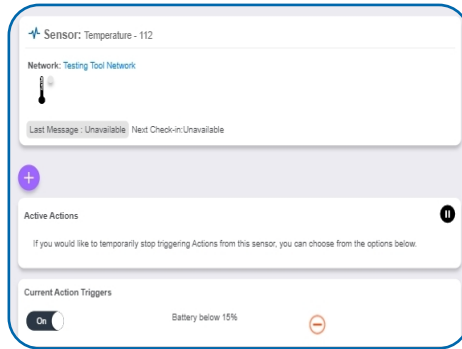 Sensor: Temperature - 112
Network: Testing Tool Network
Last Message : Unavailable Next Check-in:Unavailable
Active Actions
If you would like to temporarily stop triggering Actions from this sensor, you can choose from the options below.
Current Action Triggers
On Battery below 15%